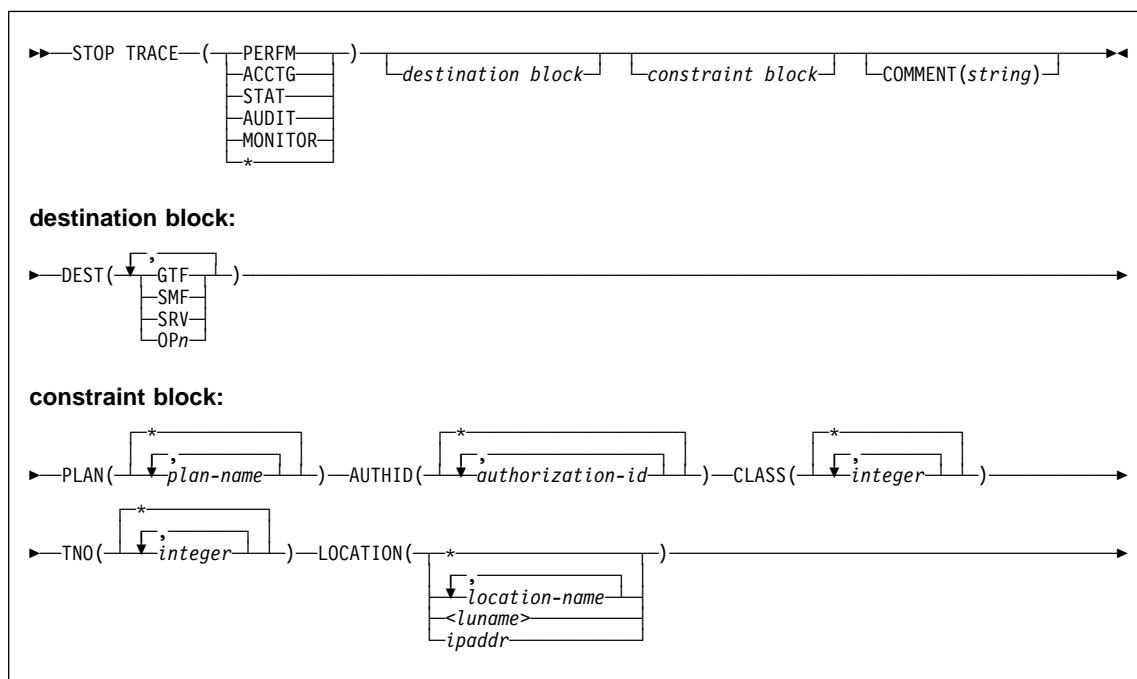 STOP TRACE ( PERFM )
destination block constraint block COMMENT(string)
ACCTG
STAT
AUDIT
MONITOR
*
destination block:
,
DEST( GTF )
SMF
SRV
OPn
constraint block:
* * *
, , ,
PLAN( plan-name ) AUTHID( authorization-id ) CLASS( integer )
*
,
TNO( integer ) LOCATION( * )
,
location-name
<luname>
ipaddr